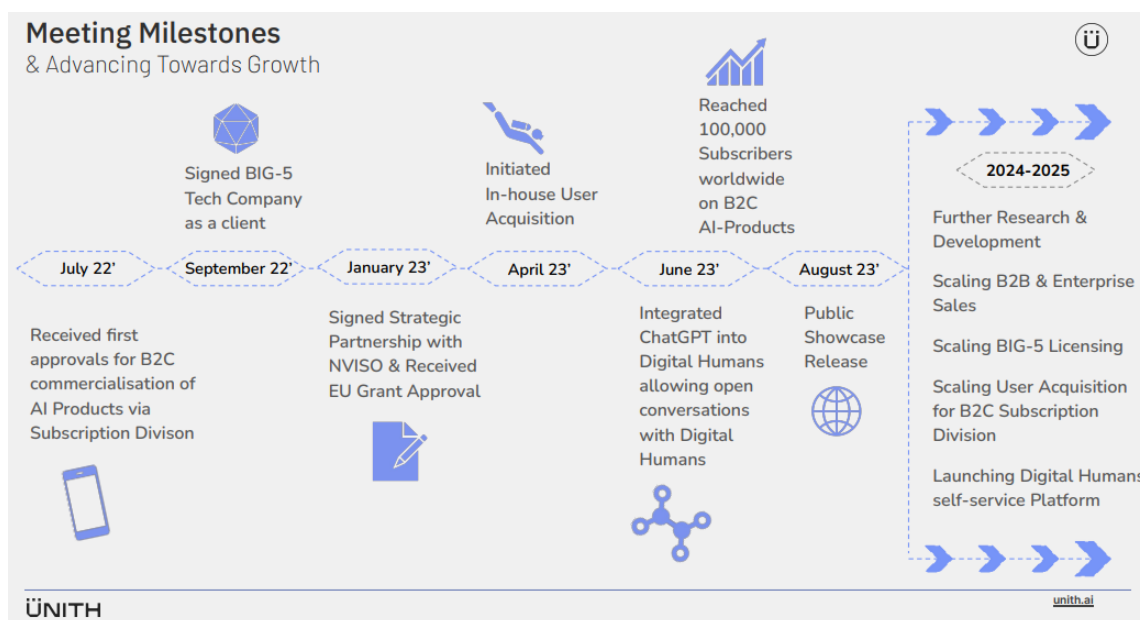 Meeting Milestones
& Advancing Towards Growth
Ü
Signed BIG-5
Tech Company
as a client
Initiated
In-house User
Acquisition
Reached
100,000
Subscribers
worldwide
on B2C
AI-Products
July 22’
September 22’
January 23’
April 23’
June 23’
August 23’
Received first
approvals for B2C
commercialisation of
AI Products via
Subscription Divison
Signed Strategic
Partnership with
NVISO & Received
EU Grant Approval
Integrated
ChatGPT into
Digital Humans
allowing open
conversations
with Digital
Humans
Public
Showcase
Release
2024-2025
Further Research &
Development
Scaling B2B & Enterprise
Sales
Scaling BIG-5 Licensing
Scaling User Acquisition
for B2C Subscription
Division
Launching Digital Humans
self-service Platform
ÜNITH
unith.ai